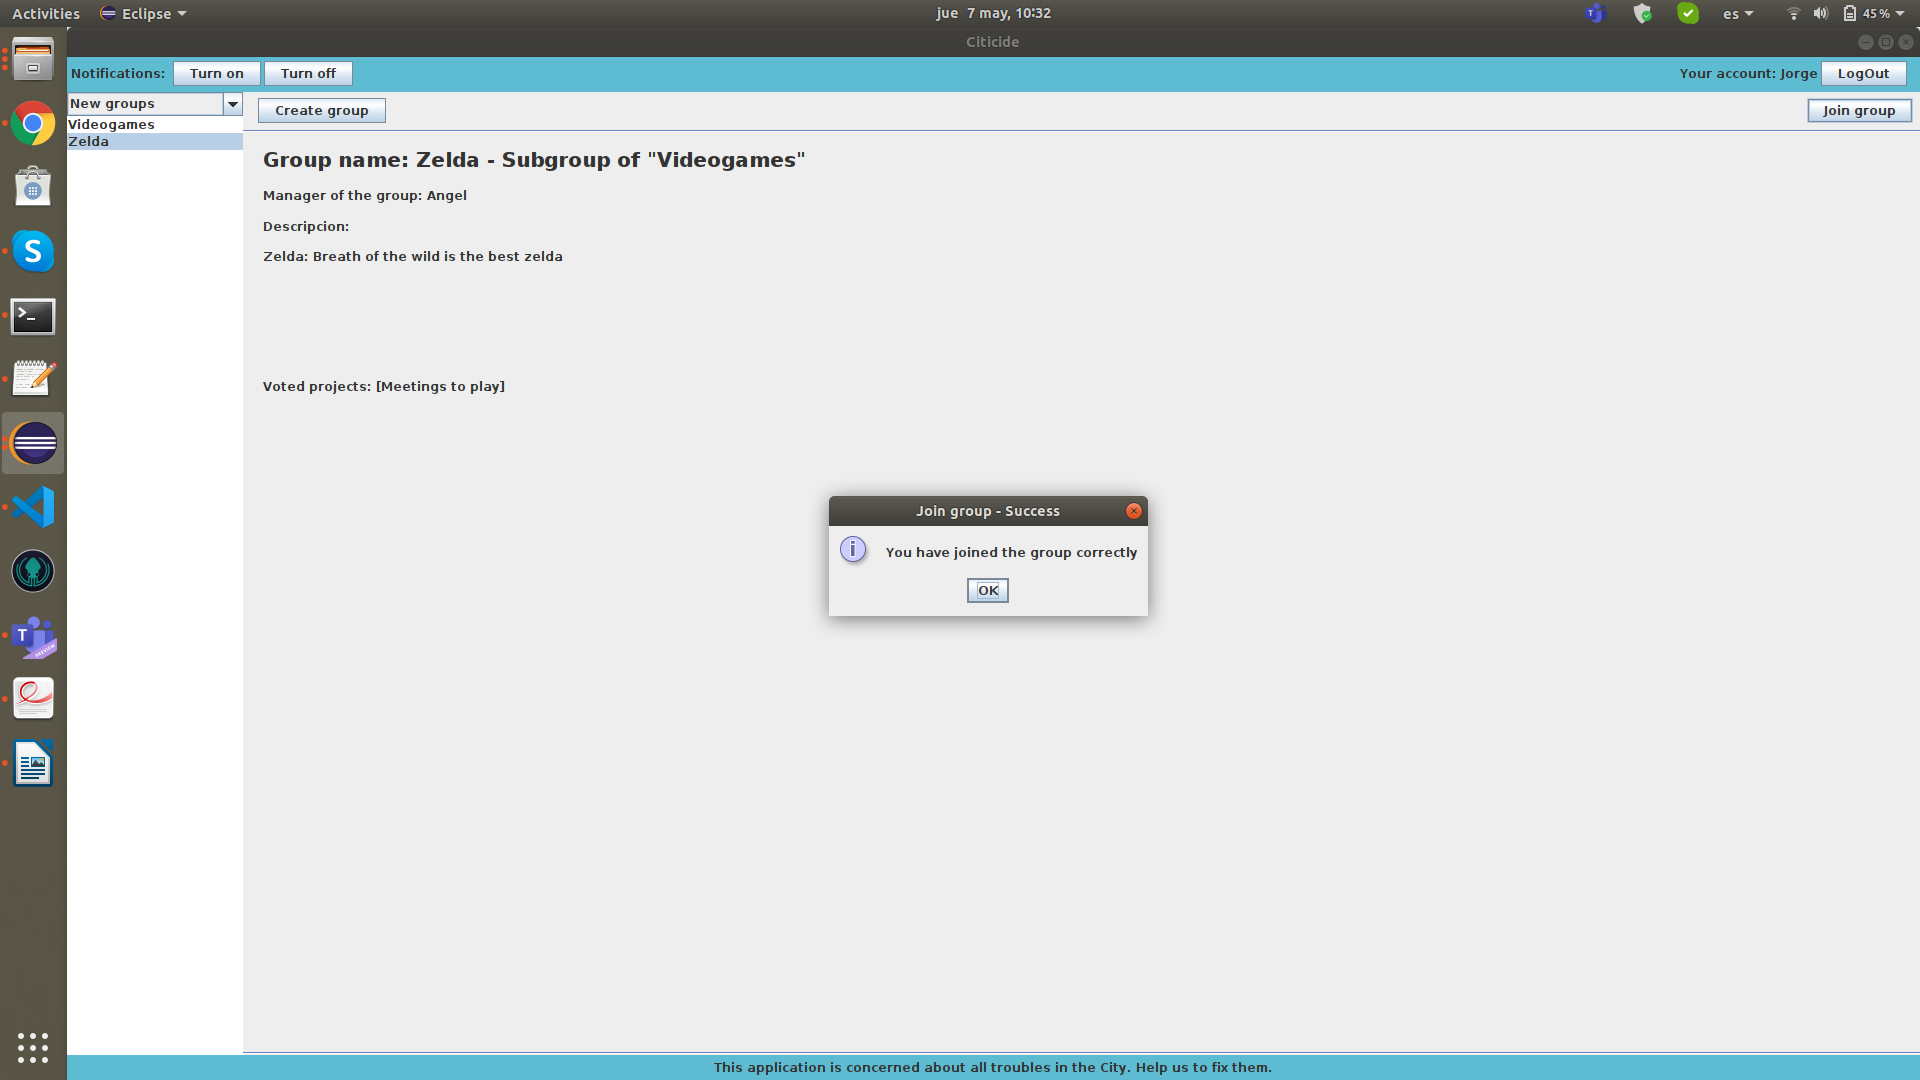 Activities Eclipse jue 7 may, 10:32 es 45 %
Citicide
Notifications: Turn on Turn off Your account: Jorge LogOut
New groups Create group Join group
Videogames
Zelda
Group name: Zelda - Subgroup of "Videogames"
Manager of the group: Angel
Descripcion:
Zelda: Breath of the wild is the best zelda
Voted projects: [Meetings to play]
Join group - Success
You have joined the group correctly
OK
PREVIEW
This application is concerned about all troubles in the City. Help us to fix them.